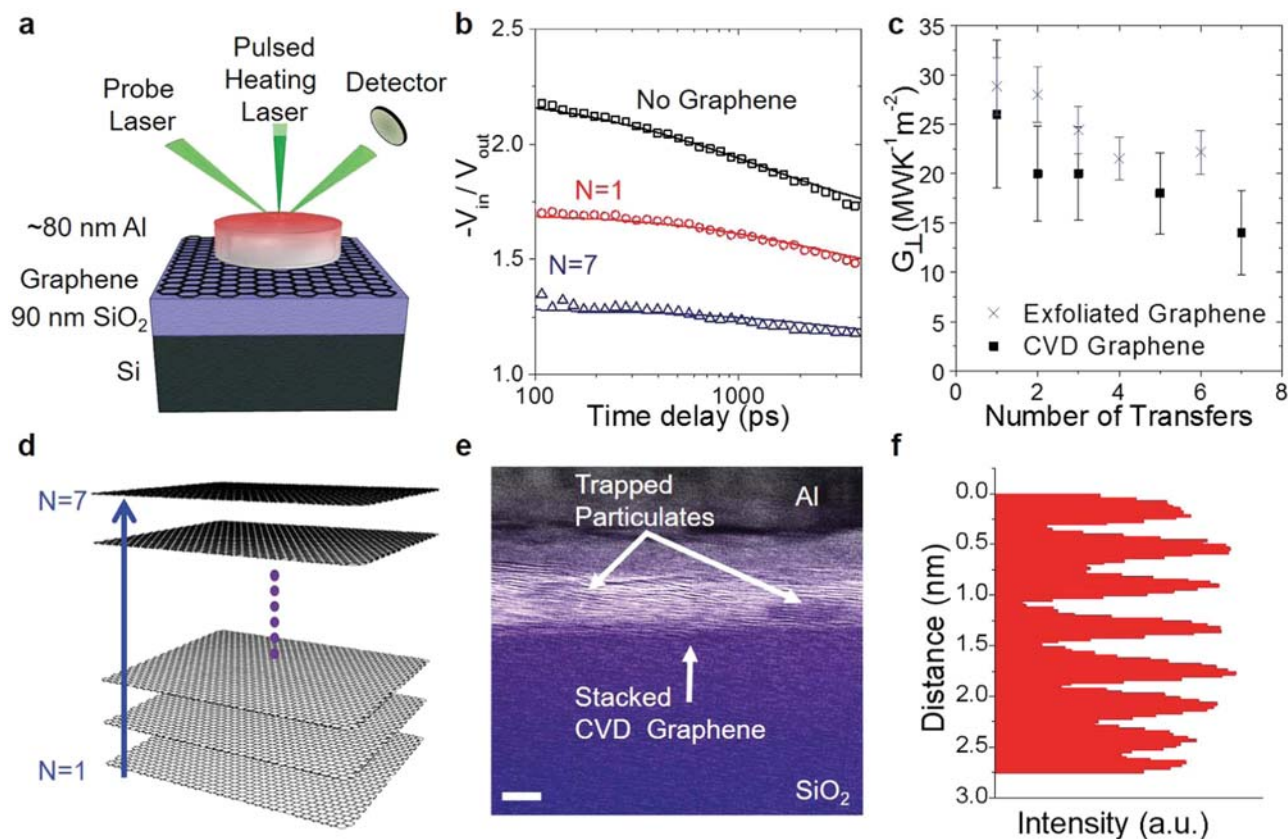 a
Probe
Laser
Pulsed
Heating
Laser
Detector
~80 nm Al
Graphene
90 nm SiO₂
Si
b
2.5
2.0
1.5
1.0
-Vin / Vout
No Graphene
N=1
N=7
100
1000
Time delay (ps)
c
35
30
25
20
15
10
5
0
G⊥(MWK⁻¹m⁻²)
Exfoliated Graphene
CVD Graphene
0
2
4
6
8
Number of Transfers
d
N=7
N=1
e
Trapped
Particulates
Al
Stacked
CVD Graphene
SiO₂
f
0.0
0.5
1.0
1.5
2.0
2.5
3.0
Distance (nm)
Intensity (a.u.)